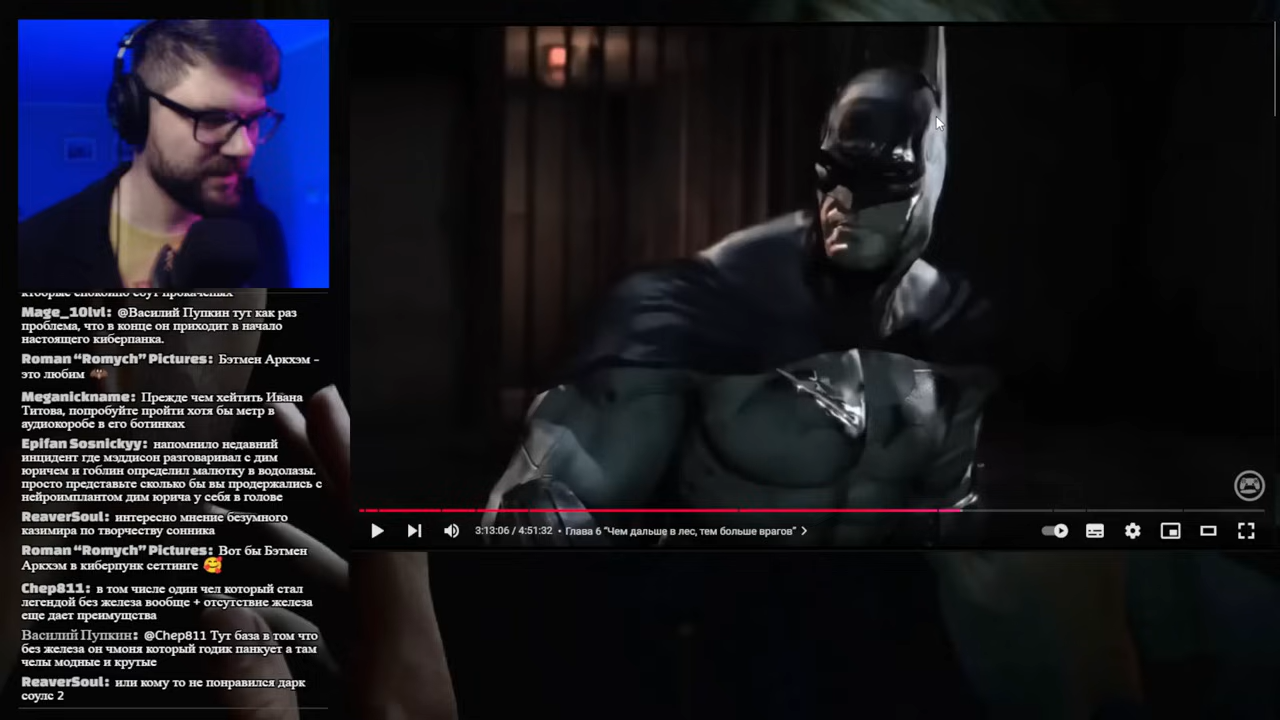 Mage_10lvl: @Василий Пупкин тут как раз
проблема, что в конце он приходит в начало
настоящего киберпанка.
Roman “Romych” Pictures: Бэтмен Аркхэм -
это любим 🦇
Meganickname: Прежде чем хейтить Ивана
Титова, попробуйте пройти хотя бы метр в
аудиокоробе в его ботинках
Epifan Sosnickyy: напомнило недавний
инцидент где мэддисон разговаривал с дим
юричем и гоблин определил малютку в водолазы.
просто представьте сколько бы вы продержались с
нейроимплантом дим юрича у себя в голове
ReaverSoul: интересно мнение безумного
казимира по творчеству сонника
Roman “Romych” Pictures: Вот бы Бэтмен
Аркхэм в киберпунк сеттинге 🥰
Chep811: в том числе один чел который стал
легендой без железа вообще + отсутствие железа
еще дает преимущства
Василий Пупкин: @Chep811 Тут база в том что
без железа он чмоня который годик панкует а там
челы модные и крутые
ReaverSoul: или кому то не понравился дарк
соулс 2
3:13:06 / 4:51:32 • Глава 6 “Чем дальше в лес, тем больше врагов” >